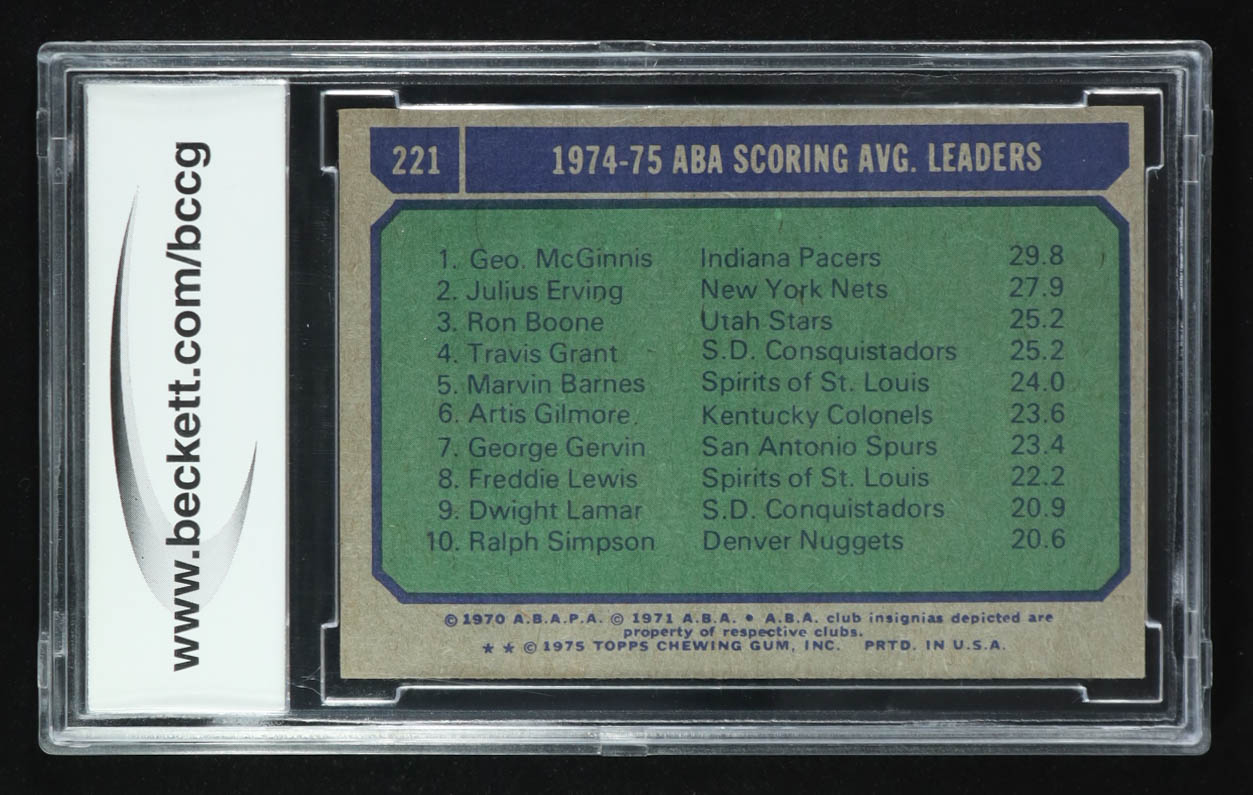 www.beckett.com/bccg
221 1974-75 ABA SCORING AVG. LEADERS
1. Geo. McGinnis Indiana Pacers 29.8
2. Julius Erving New York Nets 27.9
3. Ron Boone Utah Stars 25.2
4. Travis Grant S.D. Consquistadors 25.2
5. Marvin Barnes Spirits of St. Louis 24.0
6. Artis Gilmore Kentucky Colonels 23.6
7. George Gervin San Antonio Spurs 23.4
8. Freddie Lewis Spirits of St. Louis 22.2
9. Dwight Lamar S.D. Conquistadors 20.9
10. Ralph Simpson Denver Nuggets 20.6
© 1970 A.B.A.P.A. © 1971 A.B.A. • A.B.A. club insignias depicted are
property of respective clubs.
★ ★ © 1975 TOPPS CHEWING GUM, INC. PRTD. IN U.S.A.